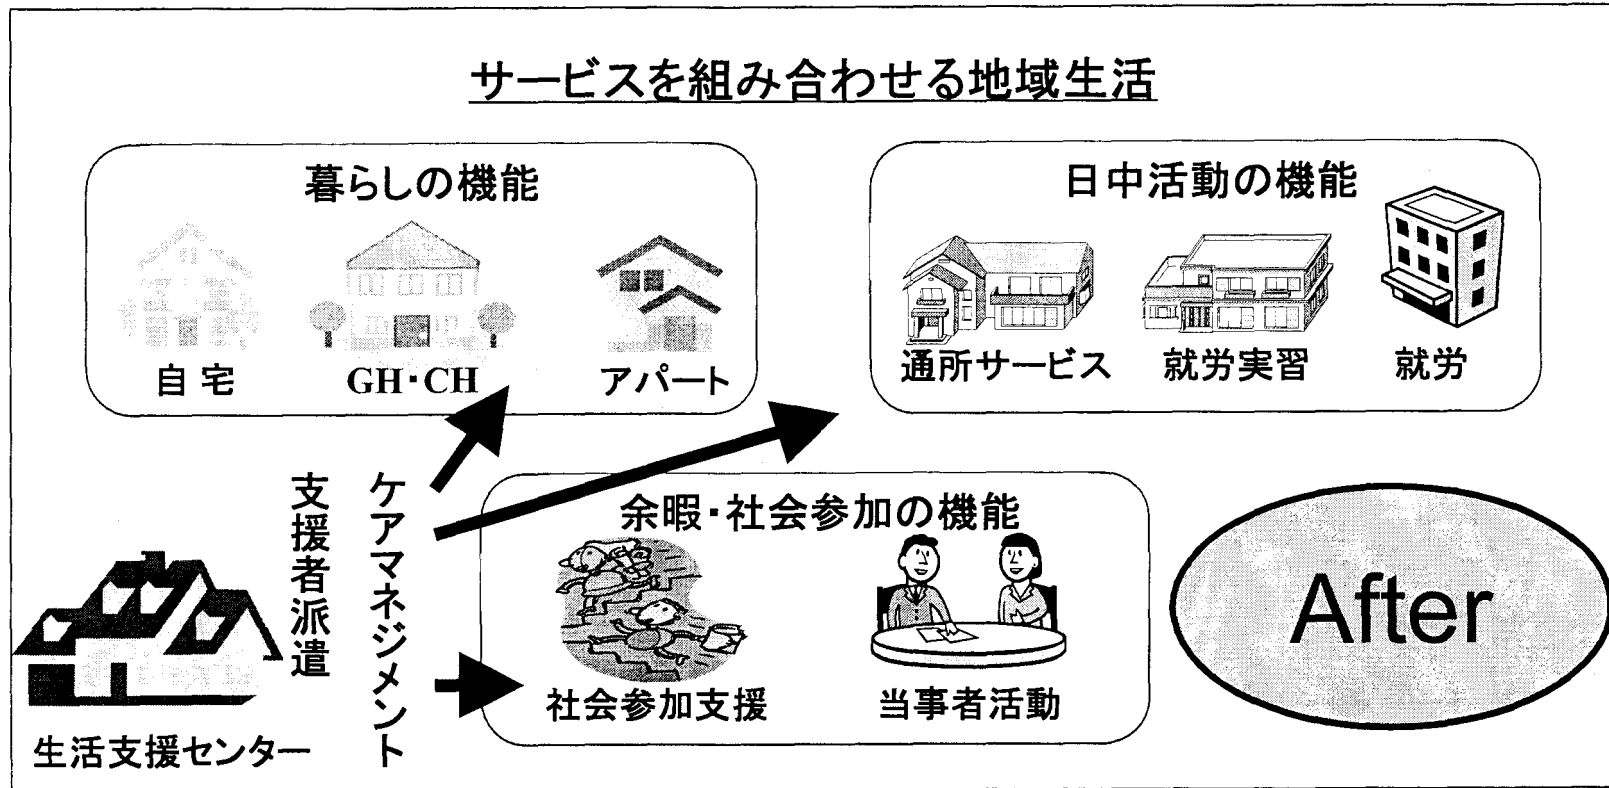 サービスを組み合わせる地域生活
暮らしの機能
自宅
GH・CH
アパート
日中活動の機能
通所サービス
就労実習
就労
支援者派遣
ケアマネジメント
生活支援センター
余暇・社会参加の機能
社会参加支援
当事者活動
After